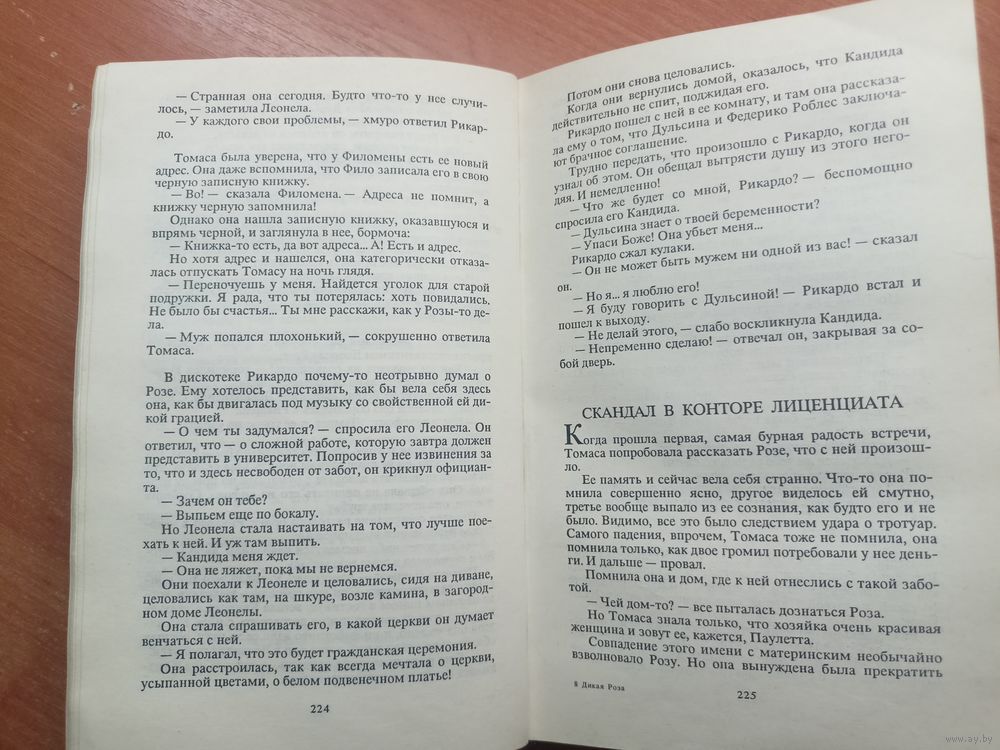 — Странная она сегодня. Будто что-то у нее случи-
лось, — заметила Леонела.
— У каждого свои проблемы, — хмуро ответил Рикар-
до.
Томаса была уверена, что у Филомены есть ее новый
адрес. Она даже вспомнила, что Фило записала его в свою
черную записную книжку.
— Во! — сказала Филомена. — Адреса не помнит, а
книжку черную запомнила!
Однако она нашла записную книжку, оказавшуюся и
впрямь черной, и заглянула в нее, бормоча:
— Книжка-то есть, да вот адреса... А! Есть и адрес.
Но хотя адрес и нашелся, она категорически отказа-
лась отпускать Томасу на ночь глядя.
— Переночуешь у меня. Найдется уголок для старой
подружки. Я рада, что ты потерялась: хоть повидались.
Не было бы счастья... Ты мне расскажи, как у Розы-то де-
ла.
— Муж попался плохонький, — сокрушенно ответила
Томаса.
В дискотеке Рикардо почему-то неотрывно думал о
Розе. Ему хотелось представить, как бы вела себя здесь
она, как бы двигалась под музыку со свойственной ей ди-
кой грацией.
— О чем ты задумался? — спросила его Леонела. Он
ответил, что — о сложной работе, которую завтра должен
представить в университет. Попросив у нее извинения за
то, что и здесь несвободен от забот, он крикнул официан-
та.
— Зачем он тебе?
— Выпьем еще по бокалу.
Но Леонела стала настаивать на том, что лучше пое-
хать к ней. И уж там выпить.
— Кандида меня ждет.
— Она не ляжет, пока мы не вернемся.
Они поехали к Леонеле и целовались, сидя на диване,
целовались как там, на шкуре, возле камина, в загород-
ном доме Леонелы.
Она стала спрашивать его, в какой церкви он думает
венчаться с ней.
— Я полагал, что это будет гражданская церемония.
Она расстроилась, так как всегда мечтала о церкви,
усыпанной цветами, о белом подвенечном платье!
224
Потом они снова целовались.
Когда они вернулись домой, оказалось, что Кандида
действительно не спит, поджидая его.
Рикардо пошел с ней в ее комнату, и там она рассказа-
ла ему о том, что Дульсина и Федерико Роблес заключа-
ют брачное соглашение.
Трудно передать, что произошло с Рикардо, когда он
узнал об этом. Он обещал вытрясти душу из этого него-
дяя. И немедленно!
— Что же будет со мной, Рикардо? — беспомощно
спросила его Кандида.
— Дульсина знает о твоей беременности?
— Упаси Боже! Она убьет меня...
Рикардо сжал кулаки.
— Он не может быть мужем ни одной из вас! — сказал
он.
— Но я... я люблю его!
— Я буду говорить с Дульсиной! — Рикардо встал и
пошел к выходу.
— Не делай этого, — слабо воскликнула Кандида.
— Непременно сделаю! — отвечал он, закрывая за со-
бой дверь.
СКАНДАЛ В КОНТОРЕ ЛИЦЕНЦИАТА
Когда прошла первая, самая бурная радость встречи,
Томаса попробовала рассказать Розе, что с ней произош-
ло.
Ее память и сейчас вела себя странно. Что-то она по-
мнила совершенно ясно, другое виделось ей смутно,
третье вообще выпало из ее сознания, как будто его и не
было. Видимо, все это было следствием удара о тротуар.
Самого падения, впрочем, Томаса тоже не помнила, она
помнила только, как двое громил потребовали у нее день-
ги. И дальше — провал.
Помнила она и дом, где к ней отнеслись с такой забо-
той.
— Чей дом-то? — все пыталась дознаться Роза.
Но Томаса знала только, что хозяйка очень красивая
женщина и зовут ее, кажется, Паулетта.
Совпадение этого имени с материнским необычайно
взволновало Розу. Но она вынуждена была прекратить
8 Дикая Роза
225
www.ay.by